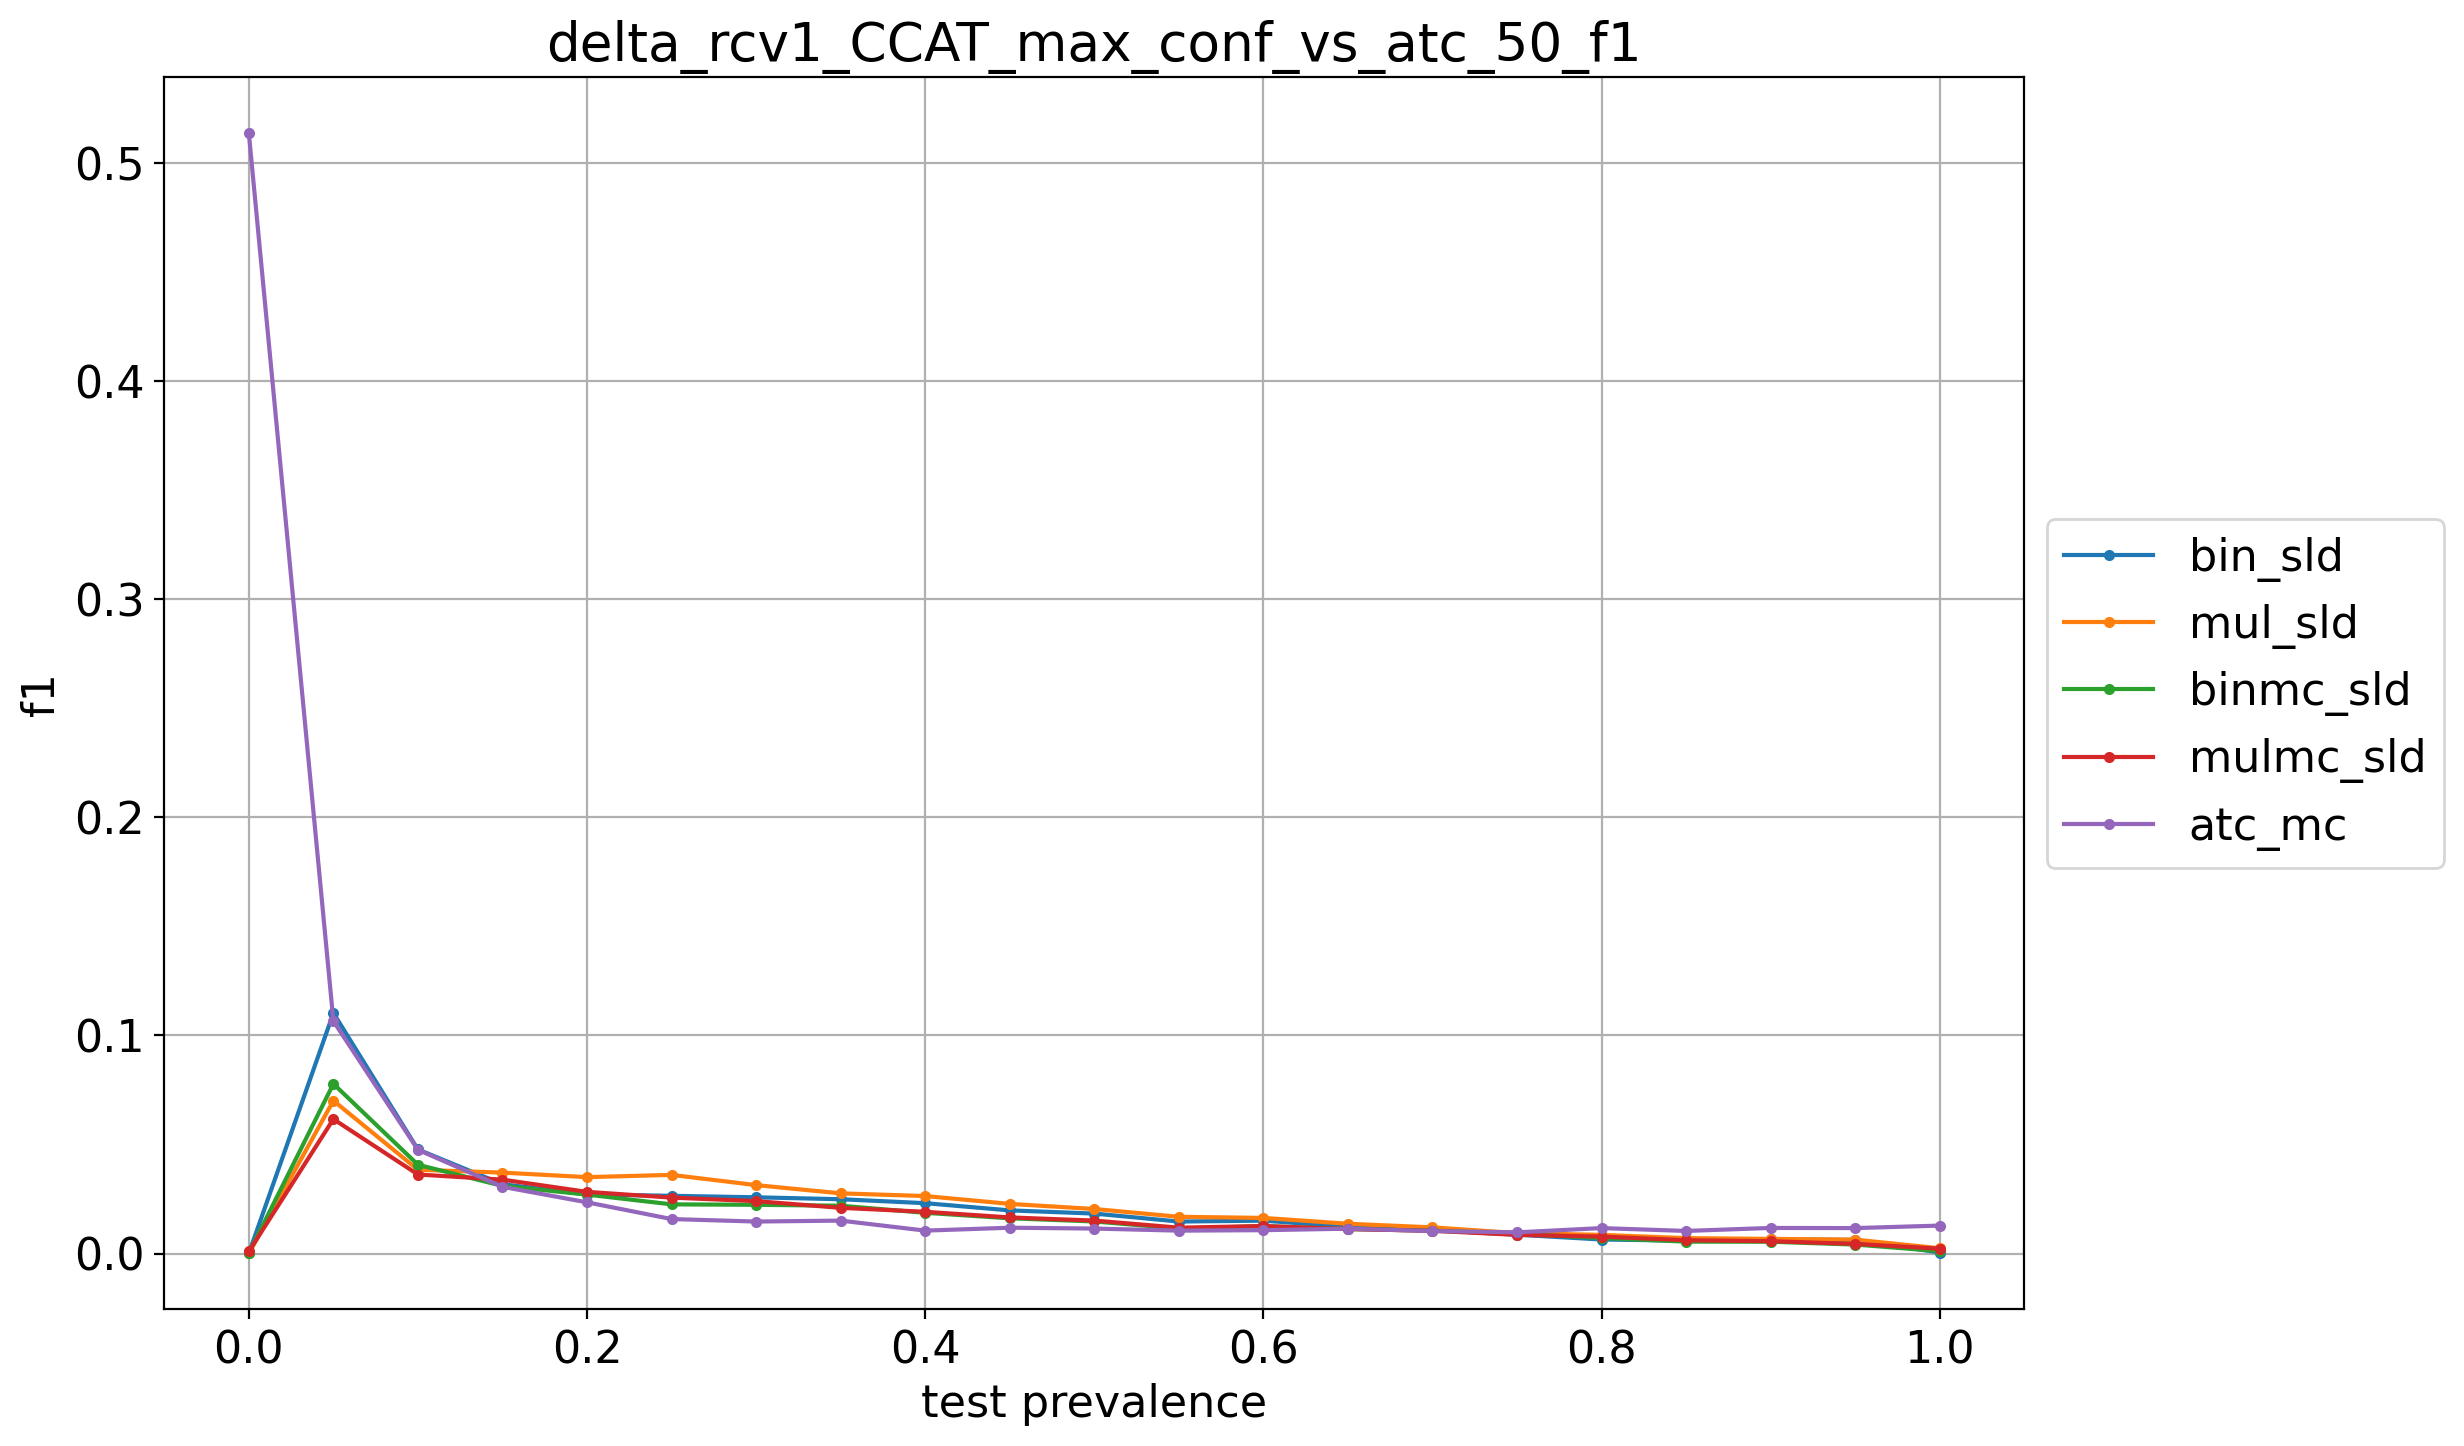 delta_rcv1_CCAT_max_conf_vs_atc_50_f1
f1
0.5
0.4
0.3
0.2
0.1
0.0
0.0 0.2 0.4 0.6 0.8 1.0
test prevalence
bin_sld
mul_sld
binmc_sld
mulmc_sld
atc_mc